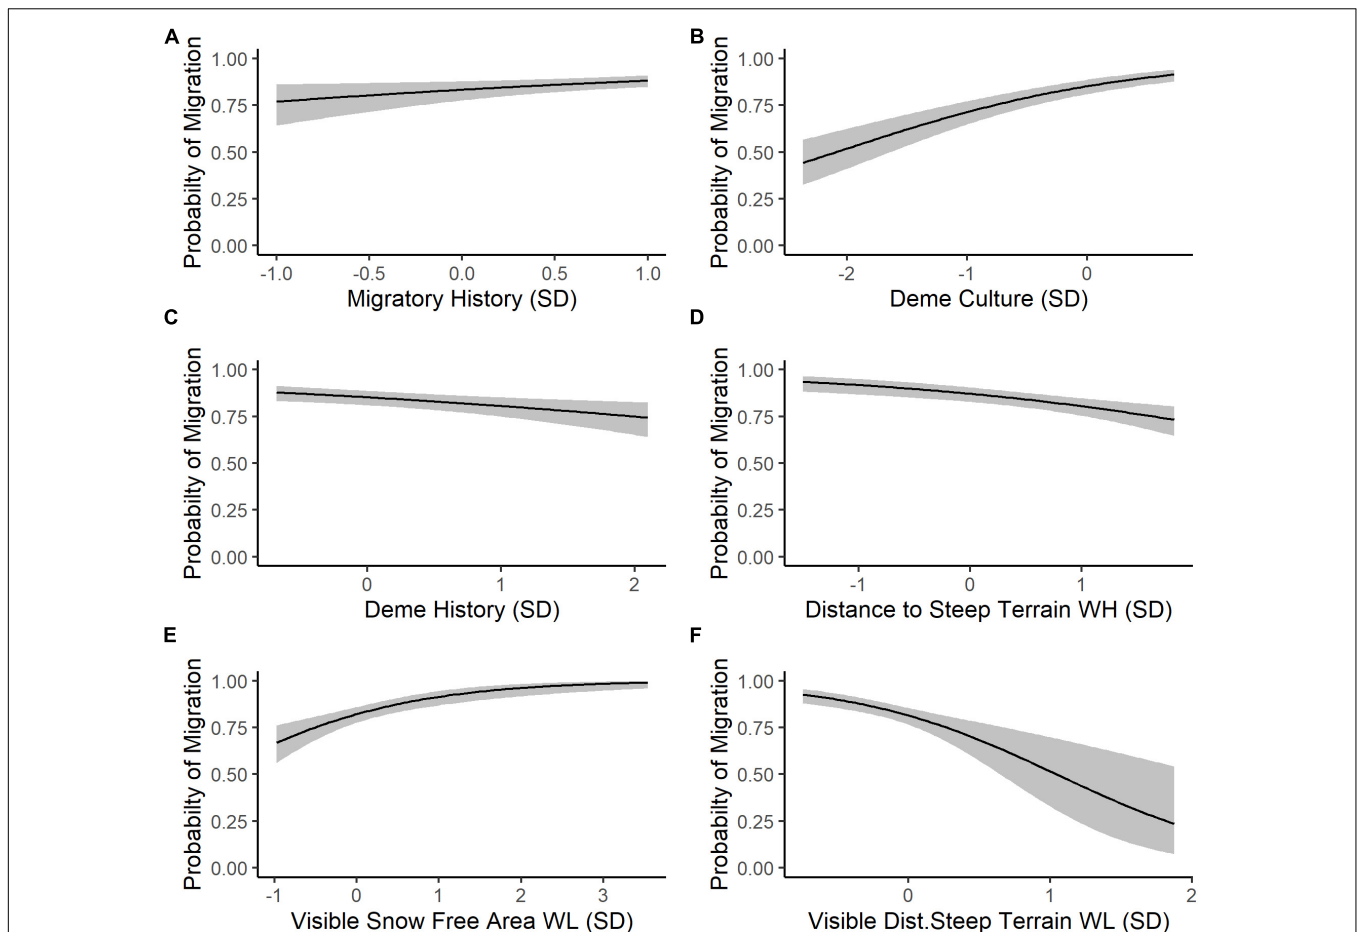 A
Probabilty of Migration
1.00
0.75
0.50
0.25
0.00
-1.0 -0.5 0.0 0.5 1.0
Migratory History (SD)
B
Probabilty of Migration
1.00
0.75
0.50
0.25
0.00
-2 -1 0
Deme Culture (SD)
C
Probabilty of Migration
1.00
0.75
0.50
0.25
0.00
0 1 2
Deme History (SD)
D
Probabilty of Migration
1.00
0.75
0.50
0.25
0.00
-1 0 1
Distance to Steep Terrain WH (SD)
E
Probabilty of Migration
1.00
0.75
0.50
0.25
0.00
-1 0 1 2 3
Visible Snow Free Area WL (SD)
F
Probabilty of Migration
1.00
0.75
0.50
0.25
0.00
0 1 2
Visible Dist.Steep Terrain WL (SD)